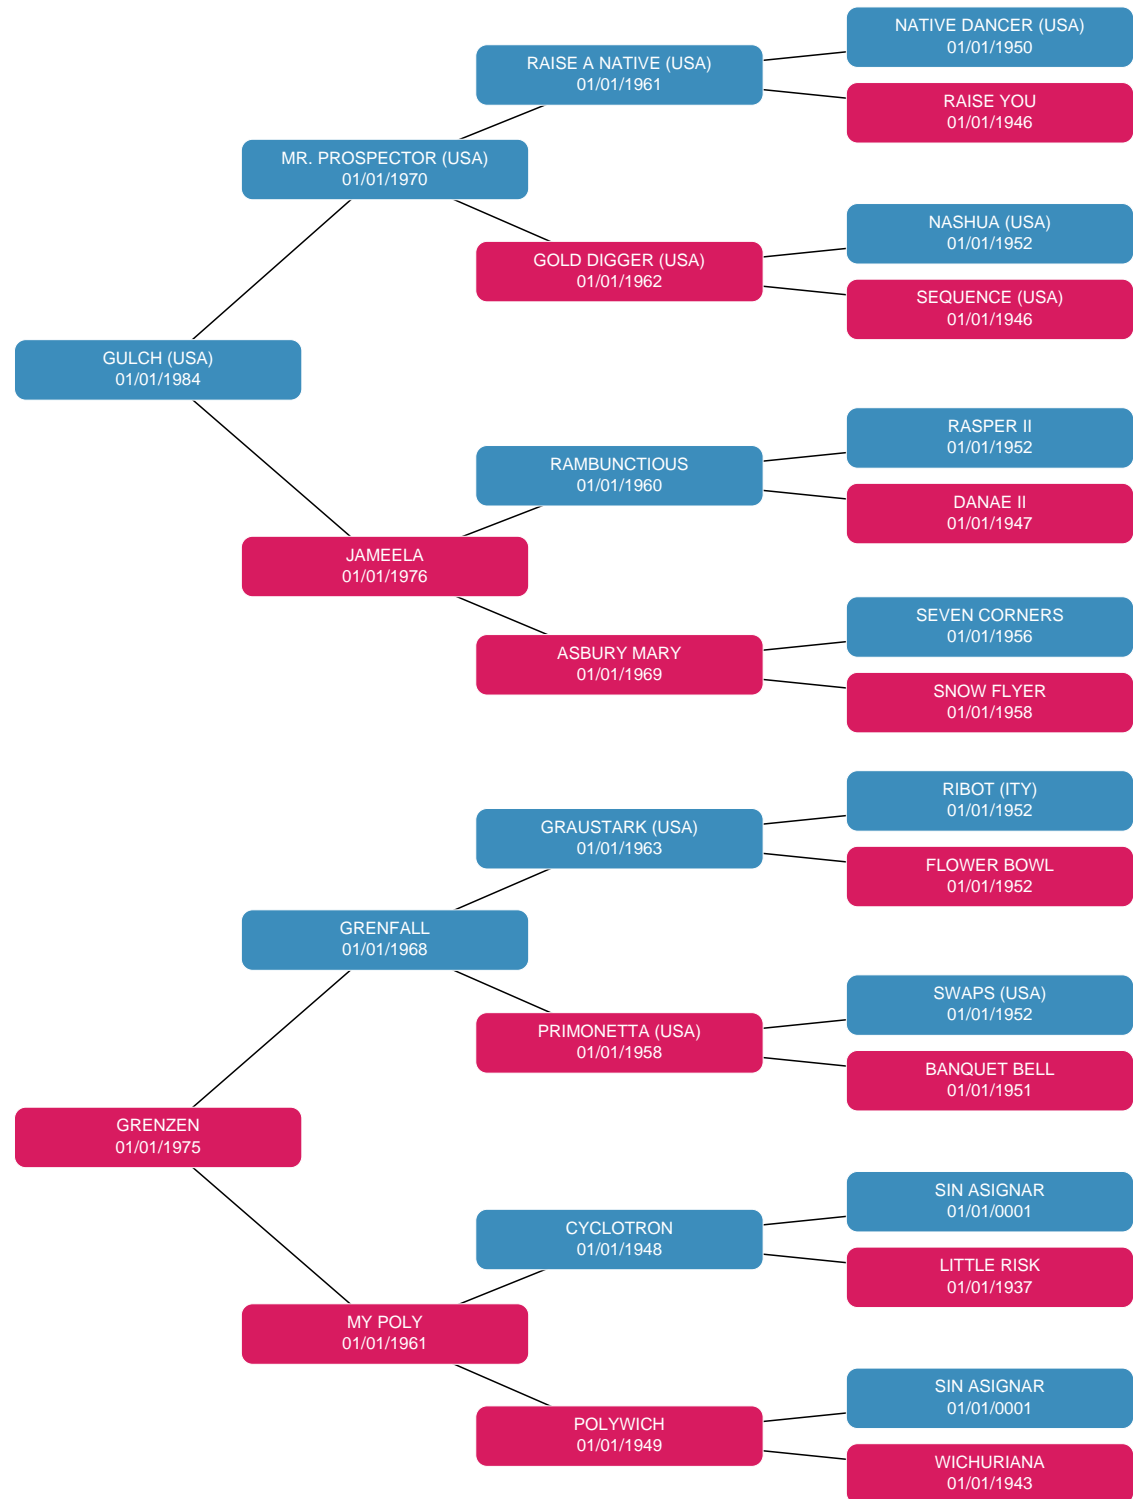 NATIVE DANCER (USA)
01/01/1950
RAISE A NATIVE (USA)
01/01/1961
RAISE YOU
01/01/1946
MR. PROSPECTOR (USA)
01/01/1970
NASHUA (USA)
01/01/1952
GOLD DIGGER (USA)
01/01/1962
SEQUENCE (USA)
01/01/1946
GULCH (USA)
01/01/1984
RASPER II
01/01/1952
RAMBUNCTIOUS
01/01/1960
DANAE II
01/01/1947
JAMEELA
01/01/1976
SEVEN CORNERS
01/01/1956
ASBURY MARY
01/01/1969
SNOW FLYER
01/01/1958
RIBOT (ITY)
01/01/1952
GRAUSTARK (USA)
01/01/1963
FLOWER BOWL
01/01/1952
GRENFALL
01/01/1968
SWAPS (USA)
01/01/1952
PRIMONETTA (USA)
01/01/1958
BANQUET BELL
01/01/1951
GRENZEN
01/01/1975
SIN ASIGNAR
01/01/0001
CYCLOTRON
01/01/1948
LITTLE RISK
01/01/1937
MY POLY
01/01/1961
SIN ASIGNAR
01/01/0001
POLYWICH
01/01/1949
WICHURIANA
01/01/1943